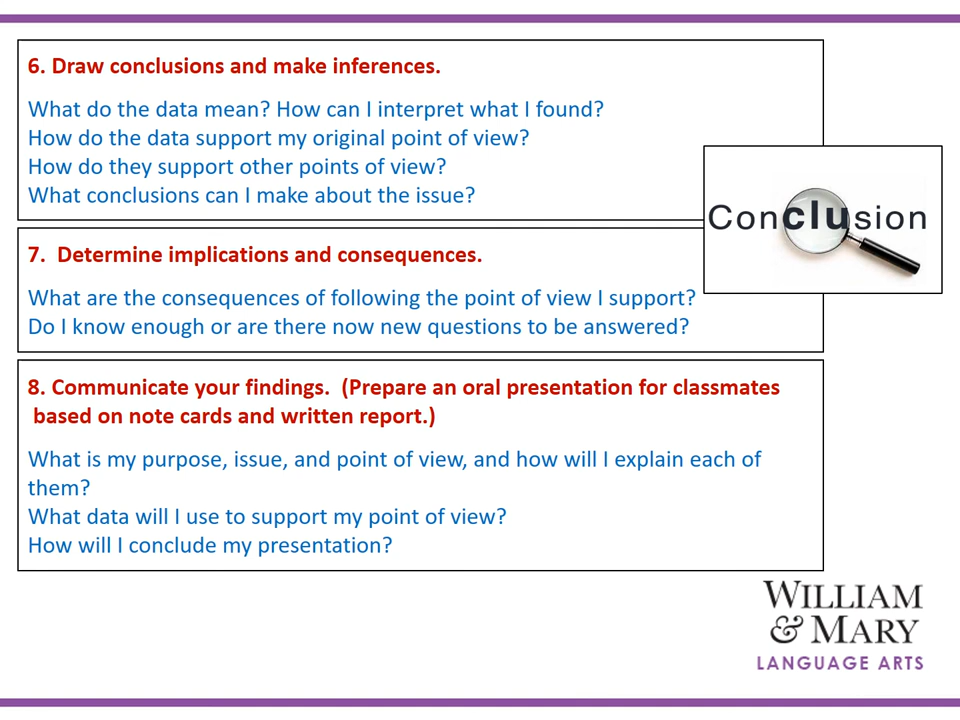 6. Draw conclusions and make inferences.
What do the data mean? How can I interpret what I found?
How do the data support my original point of view?
How do they support other points of view?
What conclusions can I make about the issue?
Conclusion
7.  Determine implications and consequences.
What are the consequences of following the point of view I support?
Do I know enough or are there now new questions to be answered?
8. Communicate your findings.  (Prepare an oral presentation for classmates
based on note cards and written report.)
What is my purpose, issue, and point of view, and how will I explain each of
them?
What data will I use to support my point of view?
How will I conclude my presentation?
WILLIAM
& MARY
LANGUAGE ARTS